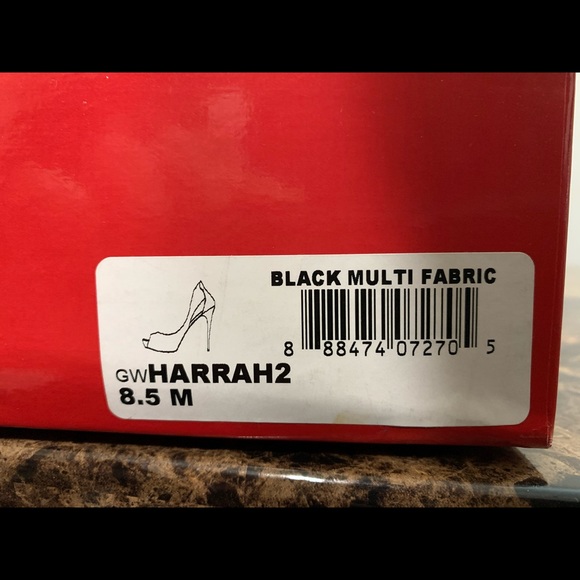 BLACK MULTI FABRIC
8 88474 07270 5
GWHARRAH2
8.5 M